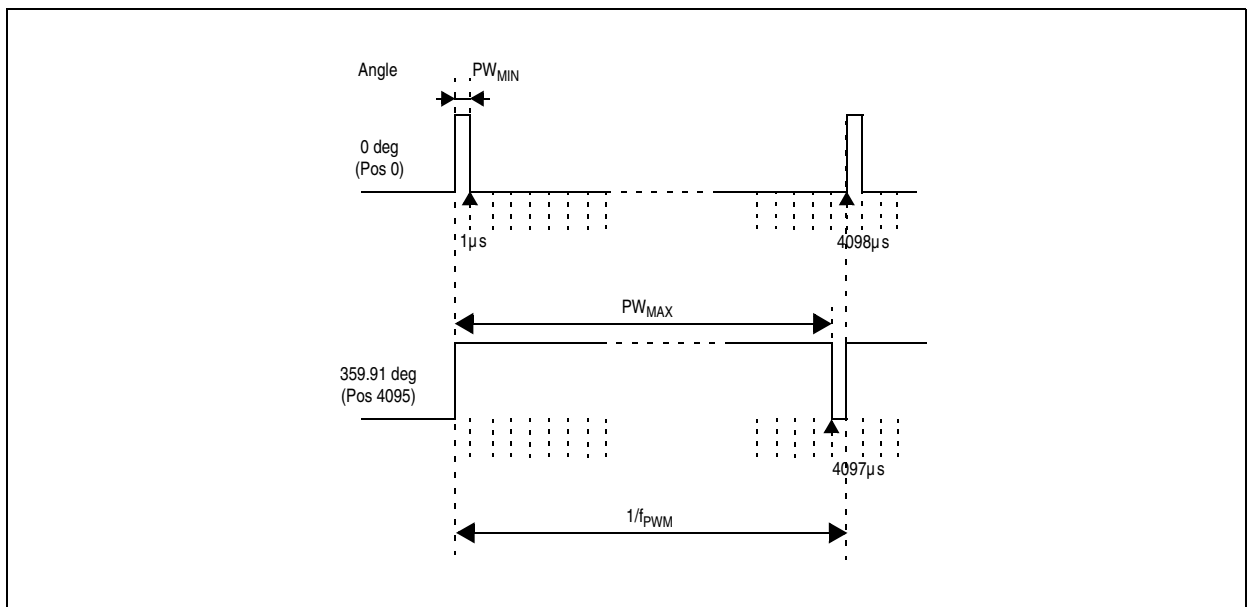 Angle
PWMIN
0 deg
(Pos 0)
1µs
4098µs
PWMAX
359.91 deg
(Pos 4095)
4097µs
1/fPWM